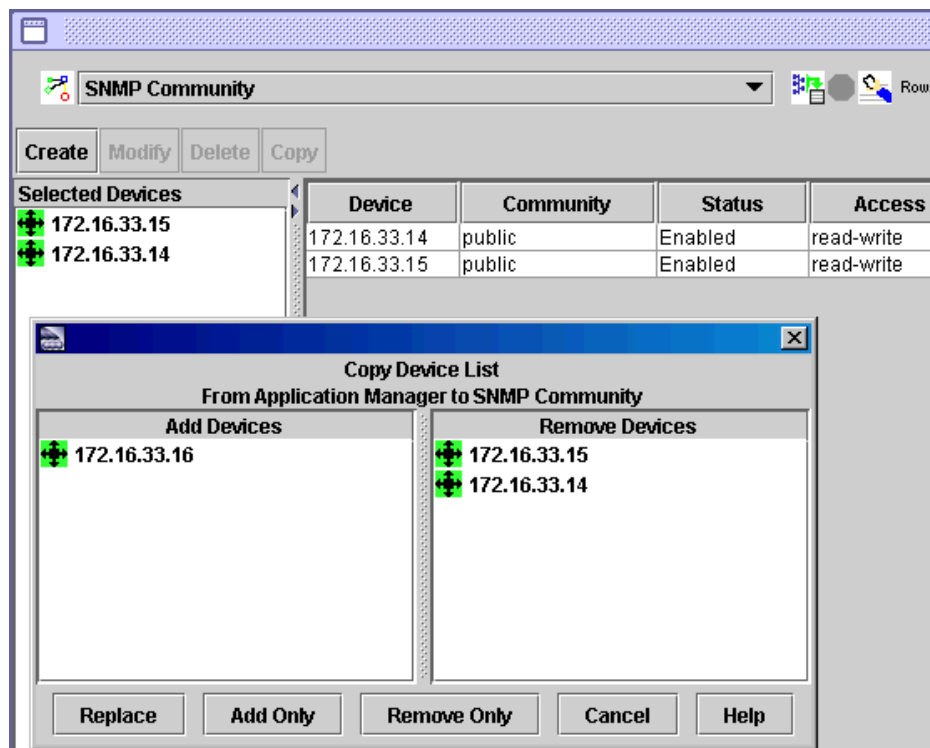 SNMP Community
Row
Create Modify Delete Copy
Selected Devices
172.16.33.15
172.16.33.14
Device Community Status Access
172.16.33.14 public Enabled read-write
172.16.33.15 public Enabled read-write
Copy Device List
From Application Manager to SNMP Community
Add Devices
172.16.33.16
Remove Devices
172.16.33.15
172.16.33.14
Replace Add Only Remove Only Cancel Help